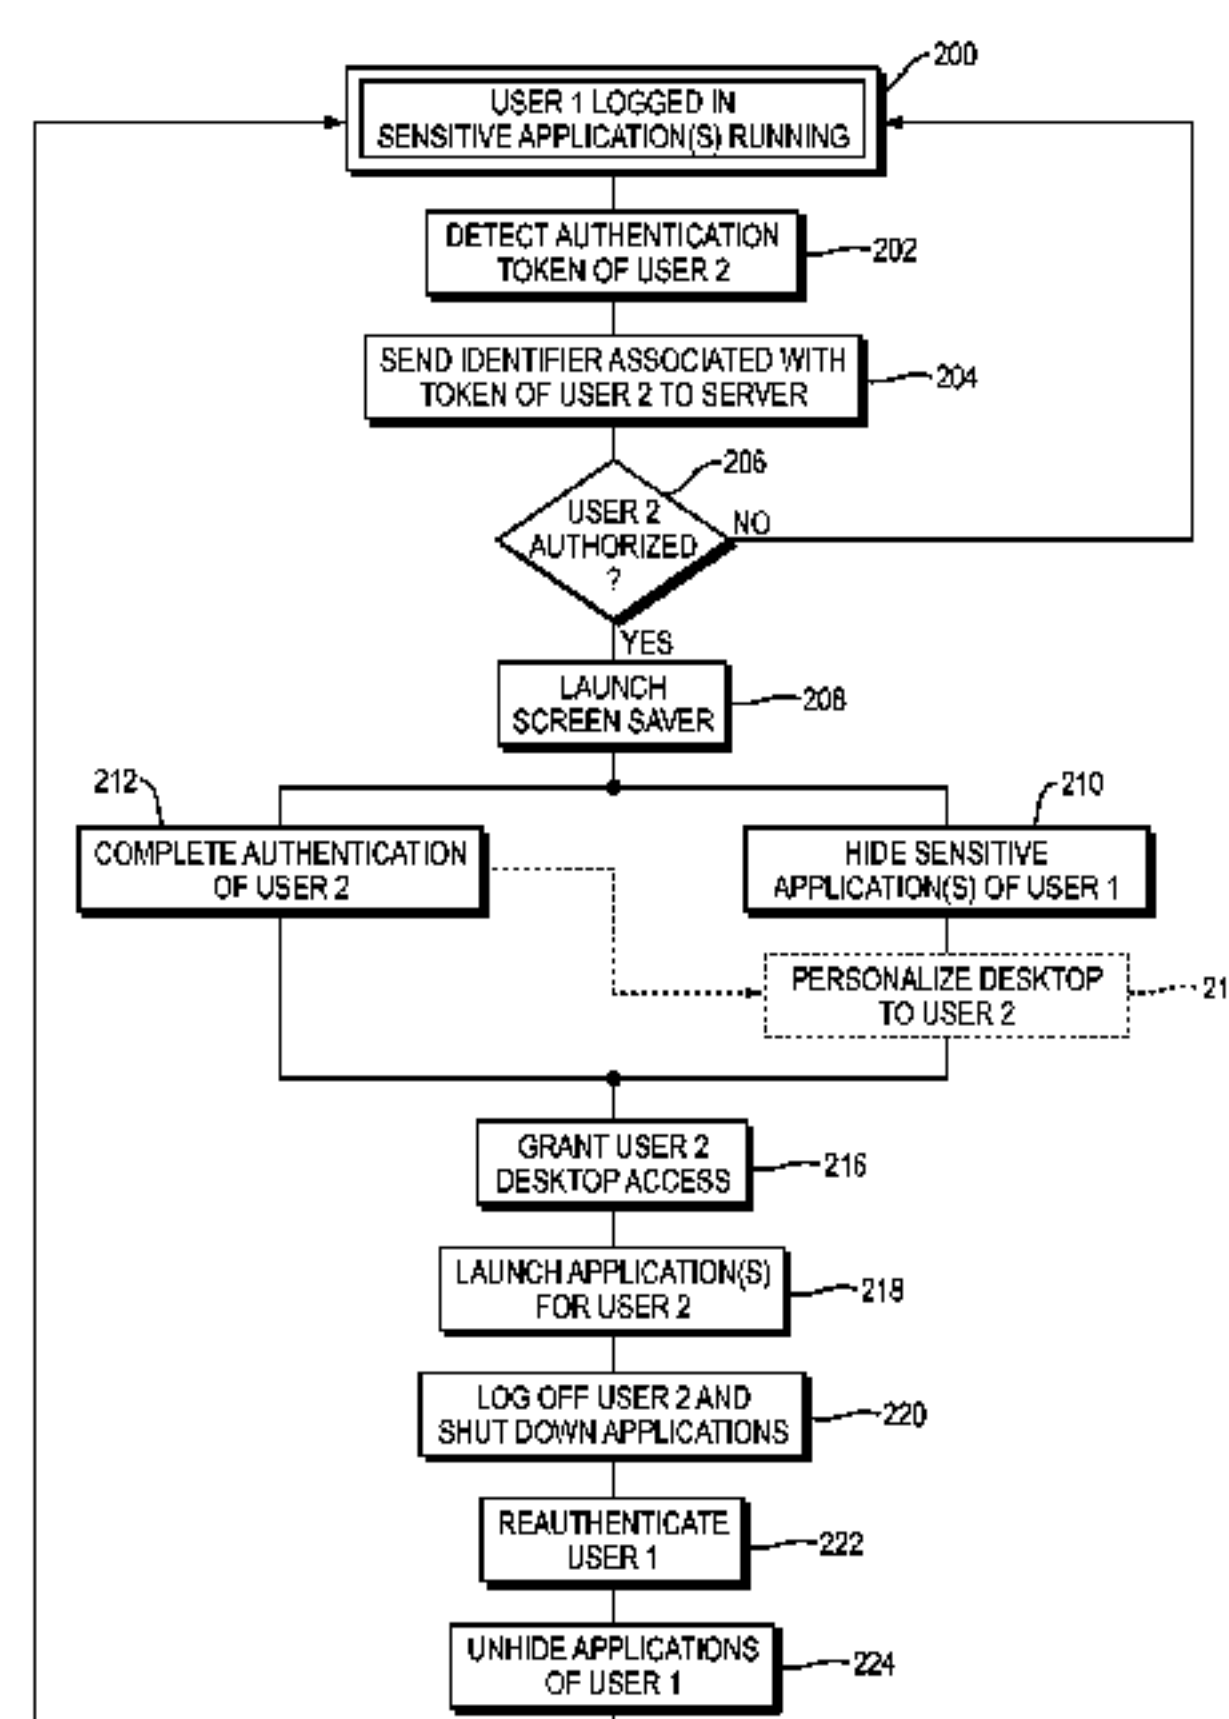 200
USER 1 LOGGED IN
SENSITIVE APPLICATION(S) RUNNING
DETECT AUTHENTICATION
TOKEN OF USER 2
202
SEND IDENTIFIER ASSOCIATED WITH
TOKEN OF USER 2 TO SERVER
204
206
USER 2
AUTHORIZED
?
NO
YES
LAUNCH
SCREEN SAVER
208
212
COMPLETE AUTHENTICATION
OF USER 2
210
HIDE SENSITIVE
APPLICATION(S) OF USER 1
PERSONALIZE DESKTOP
TO USER 2
21
GRANT USER 2
DESKTOP ACCESS
216
LAUNCH APPLICATION(S)
FOR USER 2
218
LOG OFF USER 2 AND
SHUT DOWN APPLICATIONS
220
REAUTHENTICATE
USER 1
222
UNHIDE APPLICATIONS
OF USER 1
224